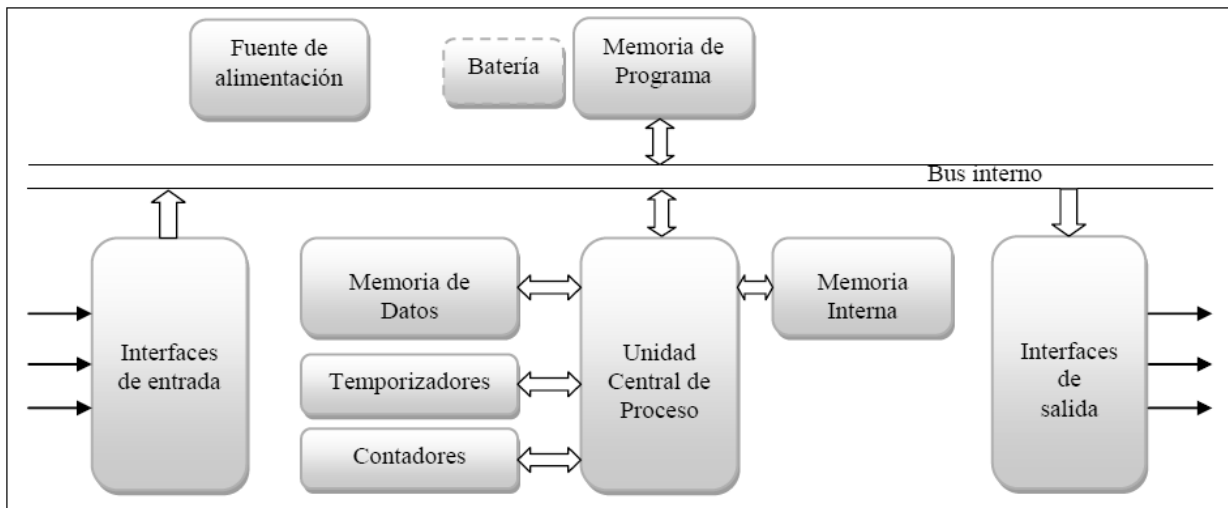 Fuente de
alimentación
Batería
Memoria de
Programa
Bus interno
Interfaces
de entrada
Memoria de
Datos
Temporizadores
Contadores
Unidad
Central de
Proceso
Memoria
Interna
Interfaces
de
salida